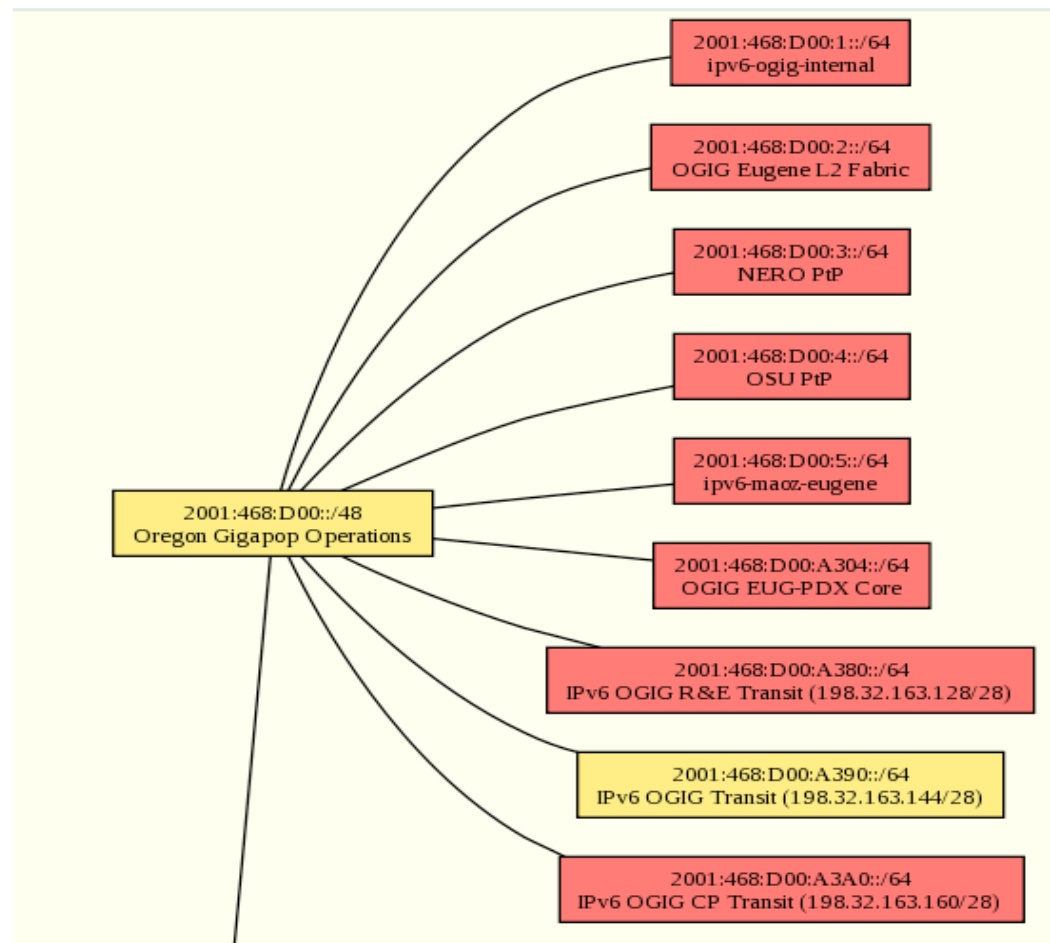 2001:468:D00:1::/64
ipv6-ogig-internal
2001:468:D00:2::/64
OGIG Eugene L2 Fabric
2001:468:D00:3::/64
NERO PtP
2001:468:D00:4::/64
OSU PtP
2001:468:D00:5::/64
ipv6-maoz-eugene
2001:468:D00::/48
Oregon Gigapop Operations
2001:468:D00:A304::/64
OGIG EUG-PDX Core
2001:468:D00:A380::/64
IPv6 OGIG R&E Transit (198.32.163.128/28)
2001:468:D00:A390::/64
IPv6 OGIG Transit (198.32.163.144/28)
2001:468:D00:A3A0::/64
IPv6 OGIG CP Transit (198.32.163.160/28)